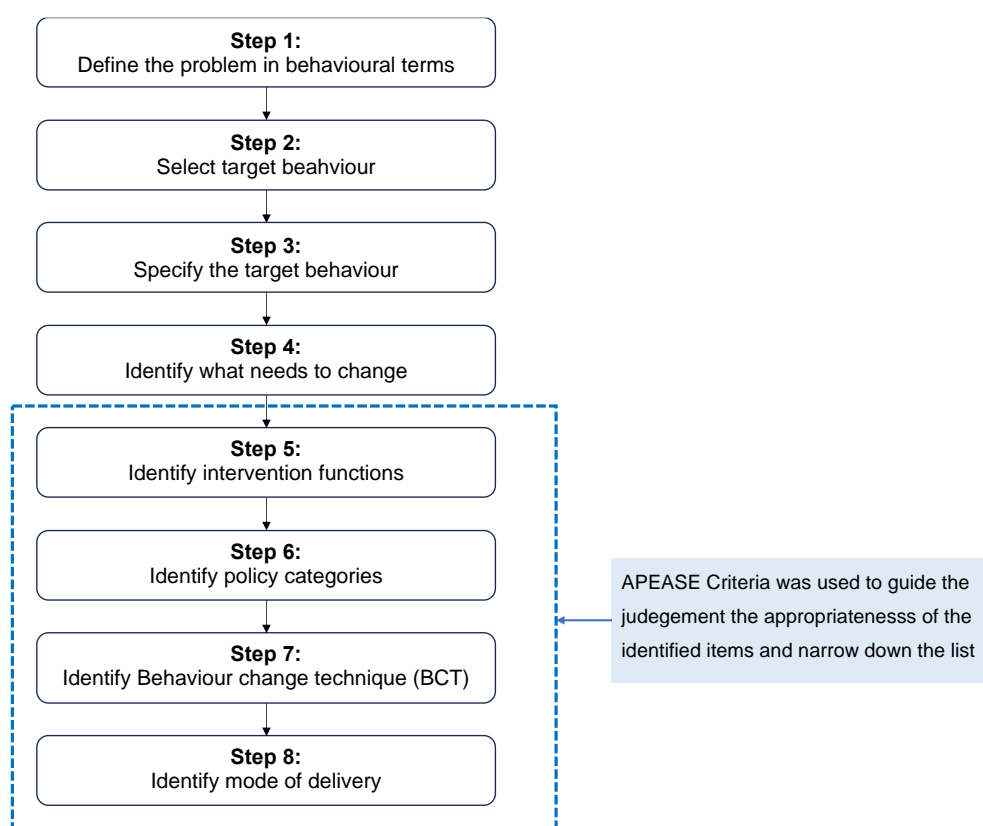 Step 1:
Define the problem in behavioural terms
Step 2:
Select target beahviour
Step 3:
Specify the target behaviour
Step 4:
Identify what needs to change
Step 5:
Identify intervention functions
Step 6:
Identify policy categories
Step 7:
Identify Behaviour change technique (BCT)
Step 8:
Identify mode of delivery
APEASE Criteria was used to guide the
judegement the appropriatenesss of the
identified items and narrow down the list